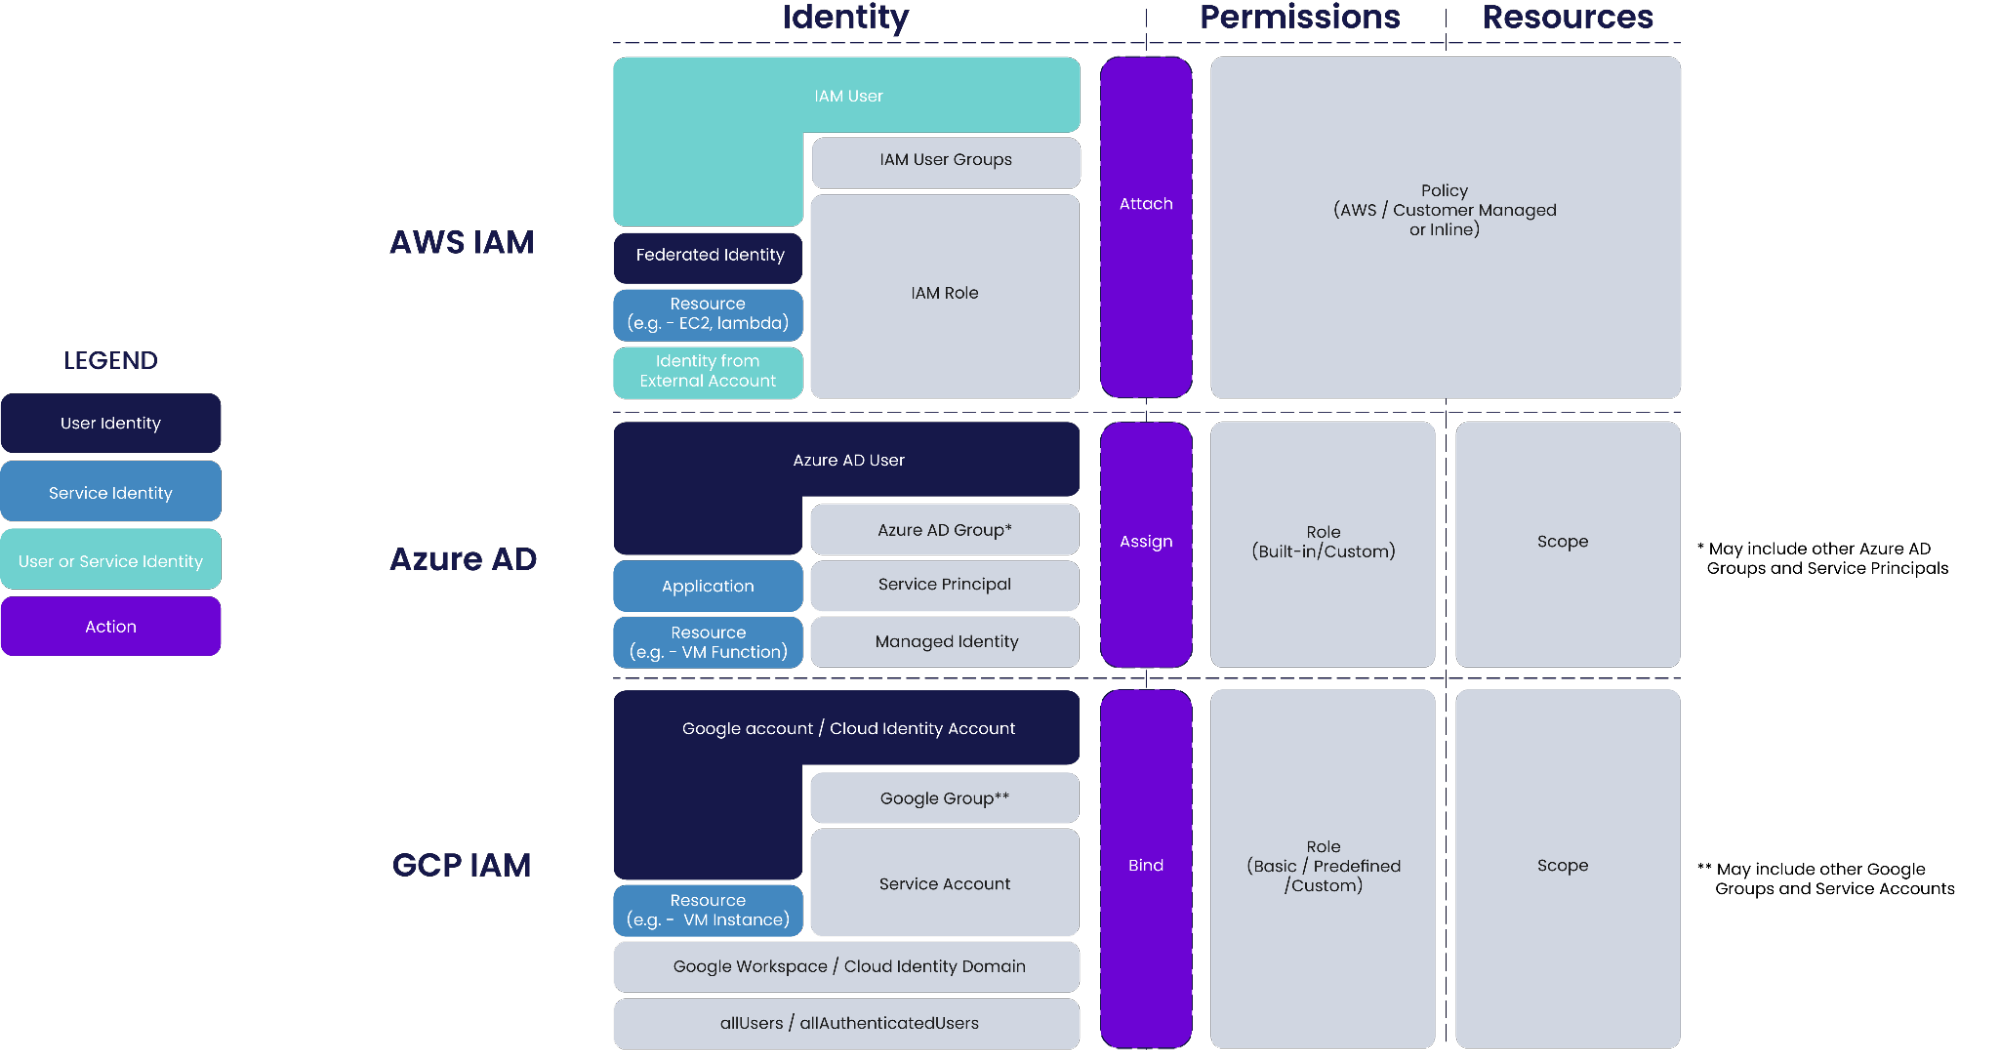 Identity
Permissions
Resources
LEGEND
User Identity
Service Identity
User or Service Identity
Action
AWS IAM
IAM User
IAM User Groups
Federated Identity
Resource
(e.g. - EC2, lambda)
Identity from
External Account
IAM Role
Attach
Policy
(AWS / Customer Managed
or Inline)
Azure AD
Azure AD User
Azure AD Group*
Application
Service Principal
Resource
(e.g. - VM Function)
Managed Identity
Assign
Role
(Built-in/Custom)
Scope
* May include other Azure AD
Groups and Service Principals
GCP IAM
Google account / Cloud Identity Account
Google Group**
Service Account
Resource
(e.g. - VM Instance)
Google Workspace / Cloud Identity Domain
allUsers / allAuthenticatedUsers
Bind
Role
(Basic / Predefined
/Custom)
Scope
** May include other Google
Groups and Service Accounts